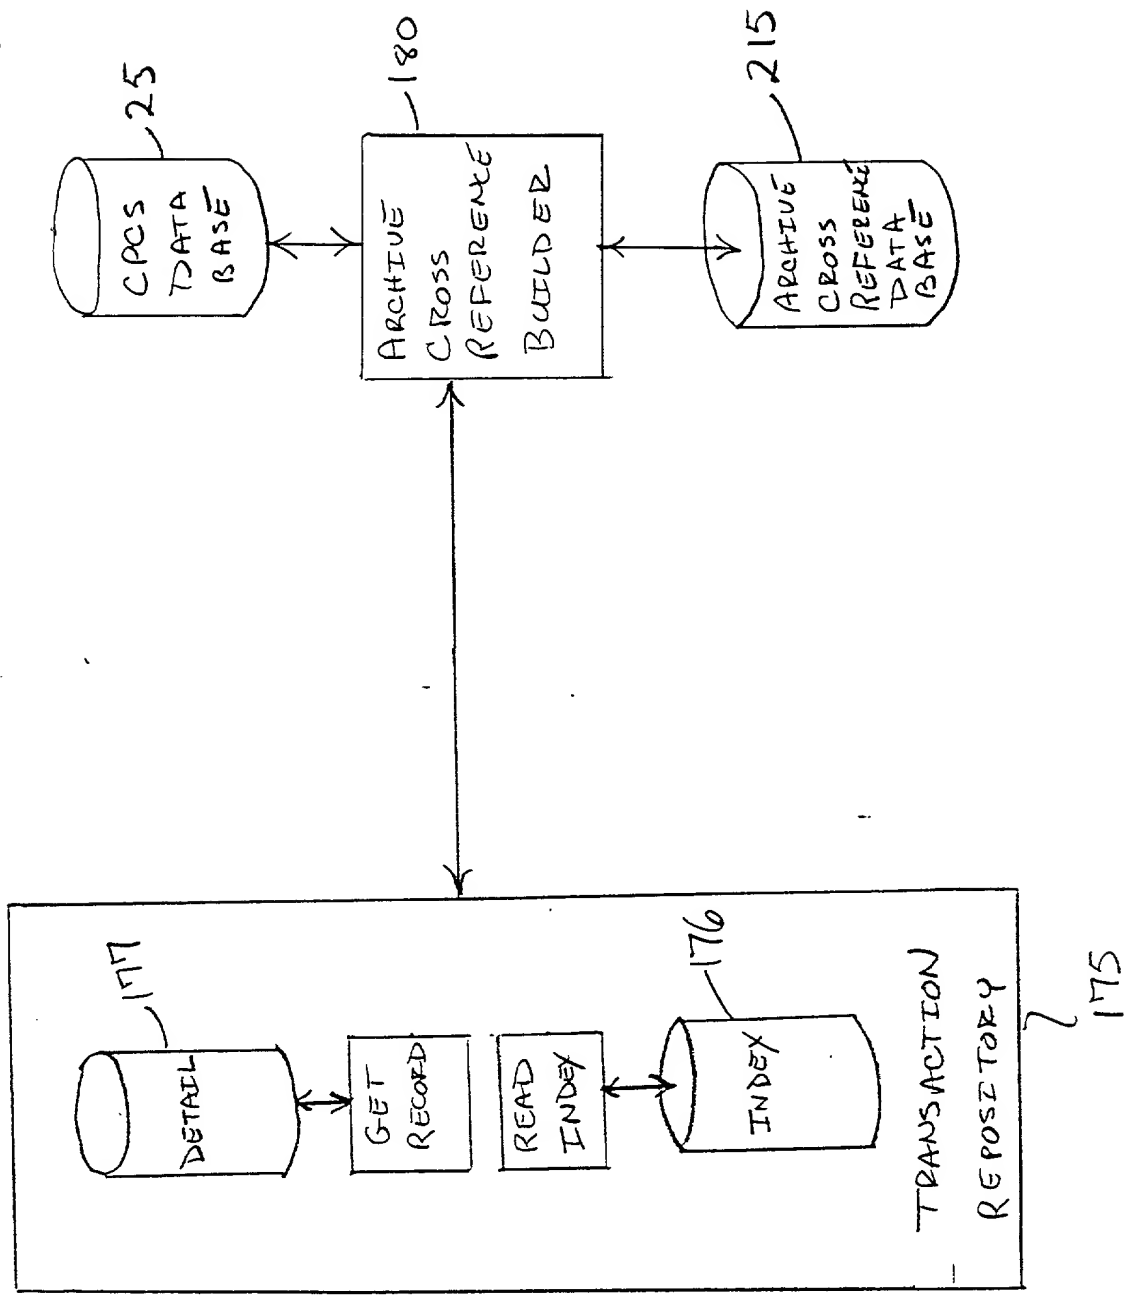 25
CPCS
DATA
BASE
180
ARCHIVE
CROSS
REFERENCE
BUILDER
215
ARCHIVE
CROSS
REFERENCE
DATA
BASE
177
DETAIL
GET
RECORD
READ
INDEX
176
INDEX
TRANSACTION
REPOSITORY
175